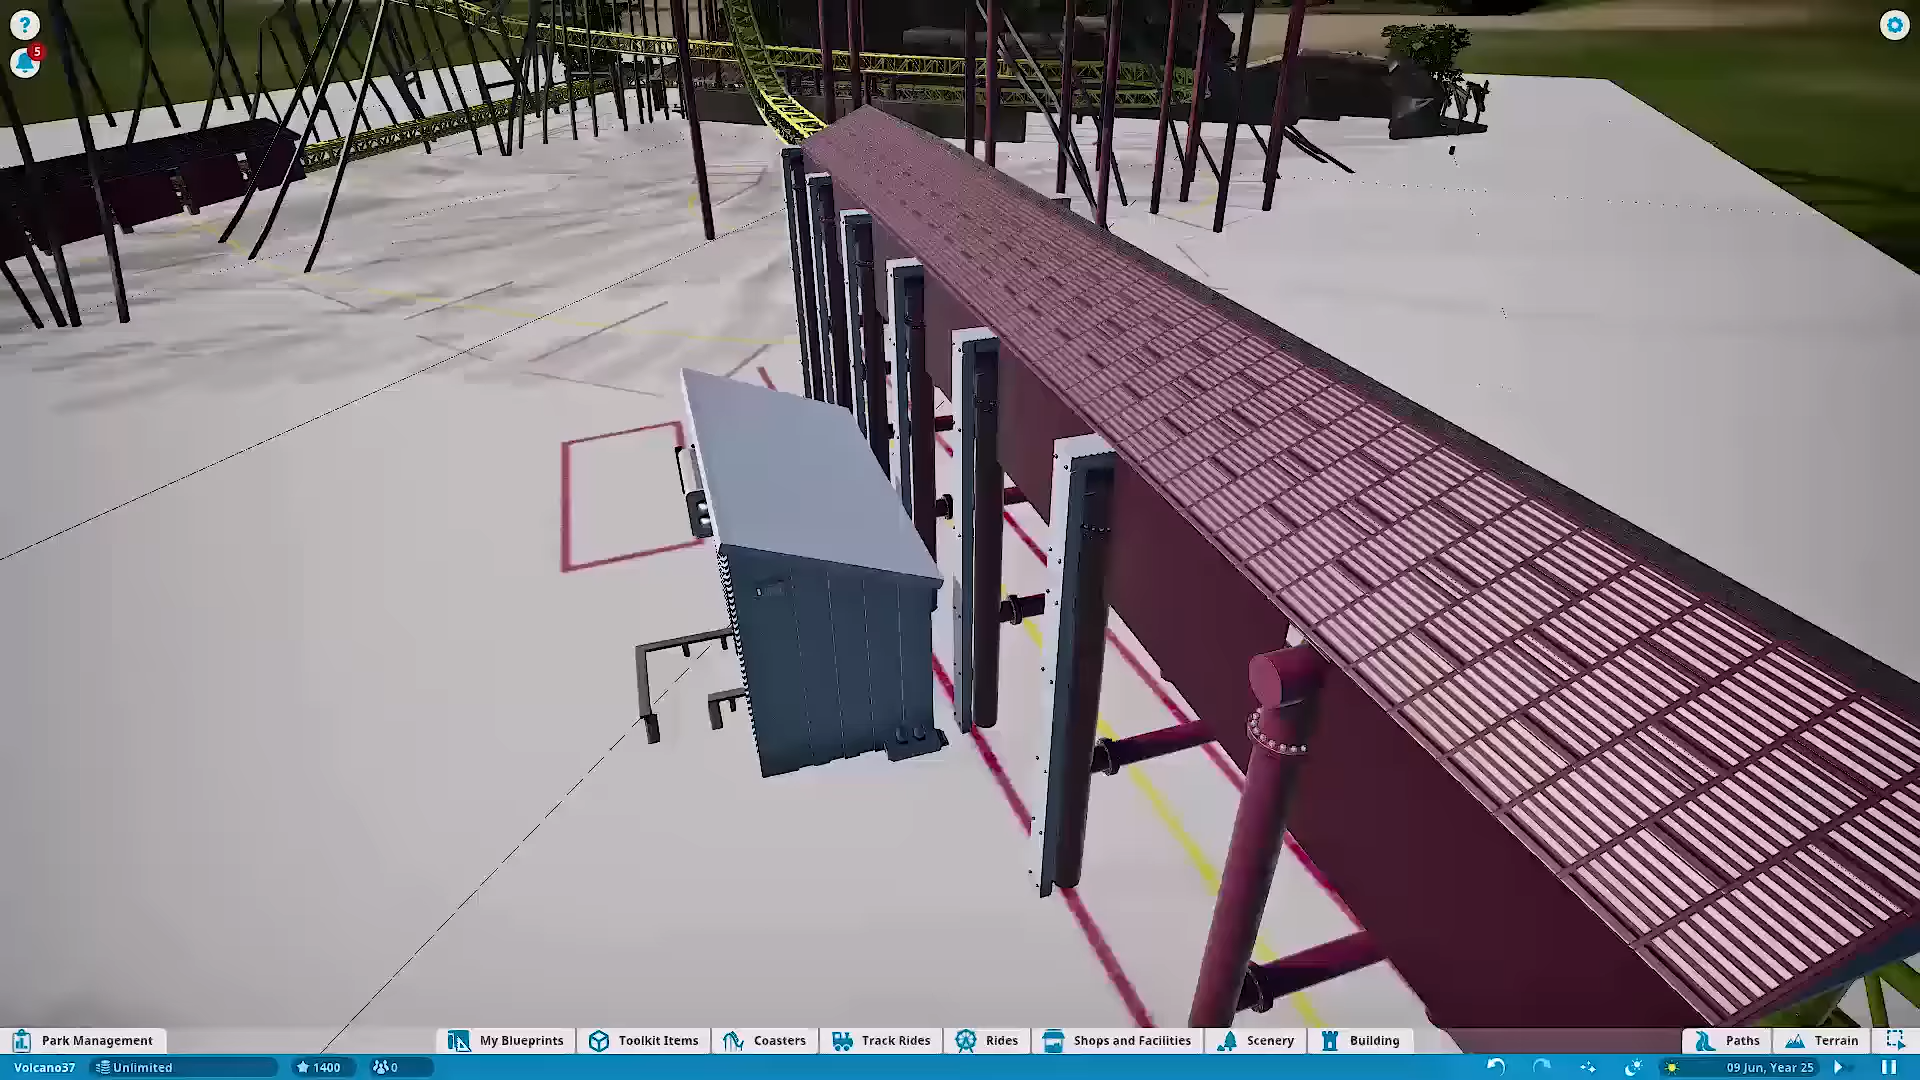 ?
5
Park Management
My Blueprints
Toolkit Items
Coasters
Track Rides
Rides
Shops and Facilities
Scenery
Building
Paths
Terrain
Volcano37
Unlimited
1400
0
09 Jun, Year 25